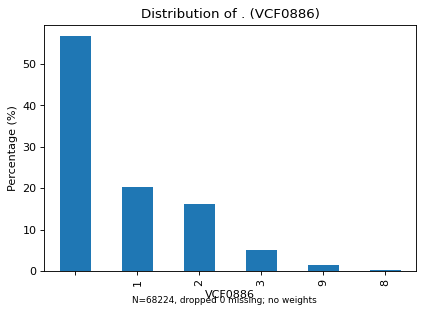 Distribution of . (VCF0886)
Percentage (%)
50
40
30
20
10
0
1 2 3 9 8
VCF0886
N=68224, dropped 0 missing; no weights